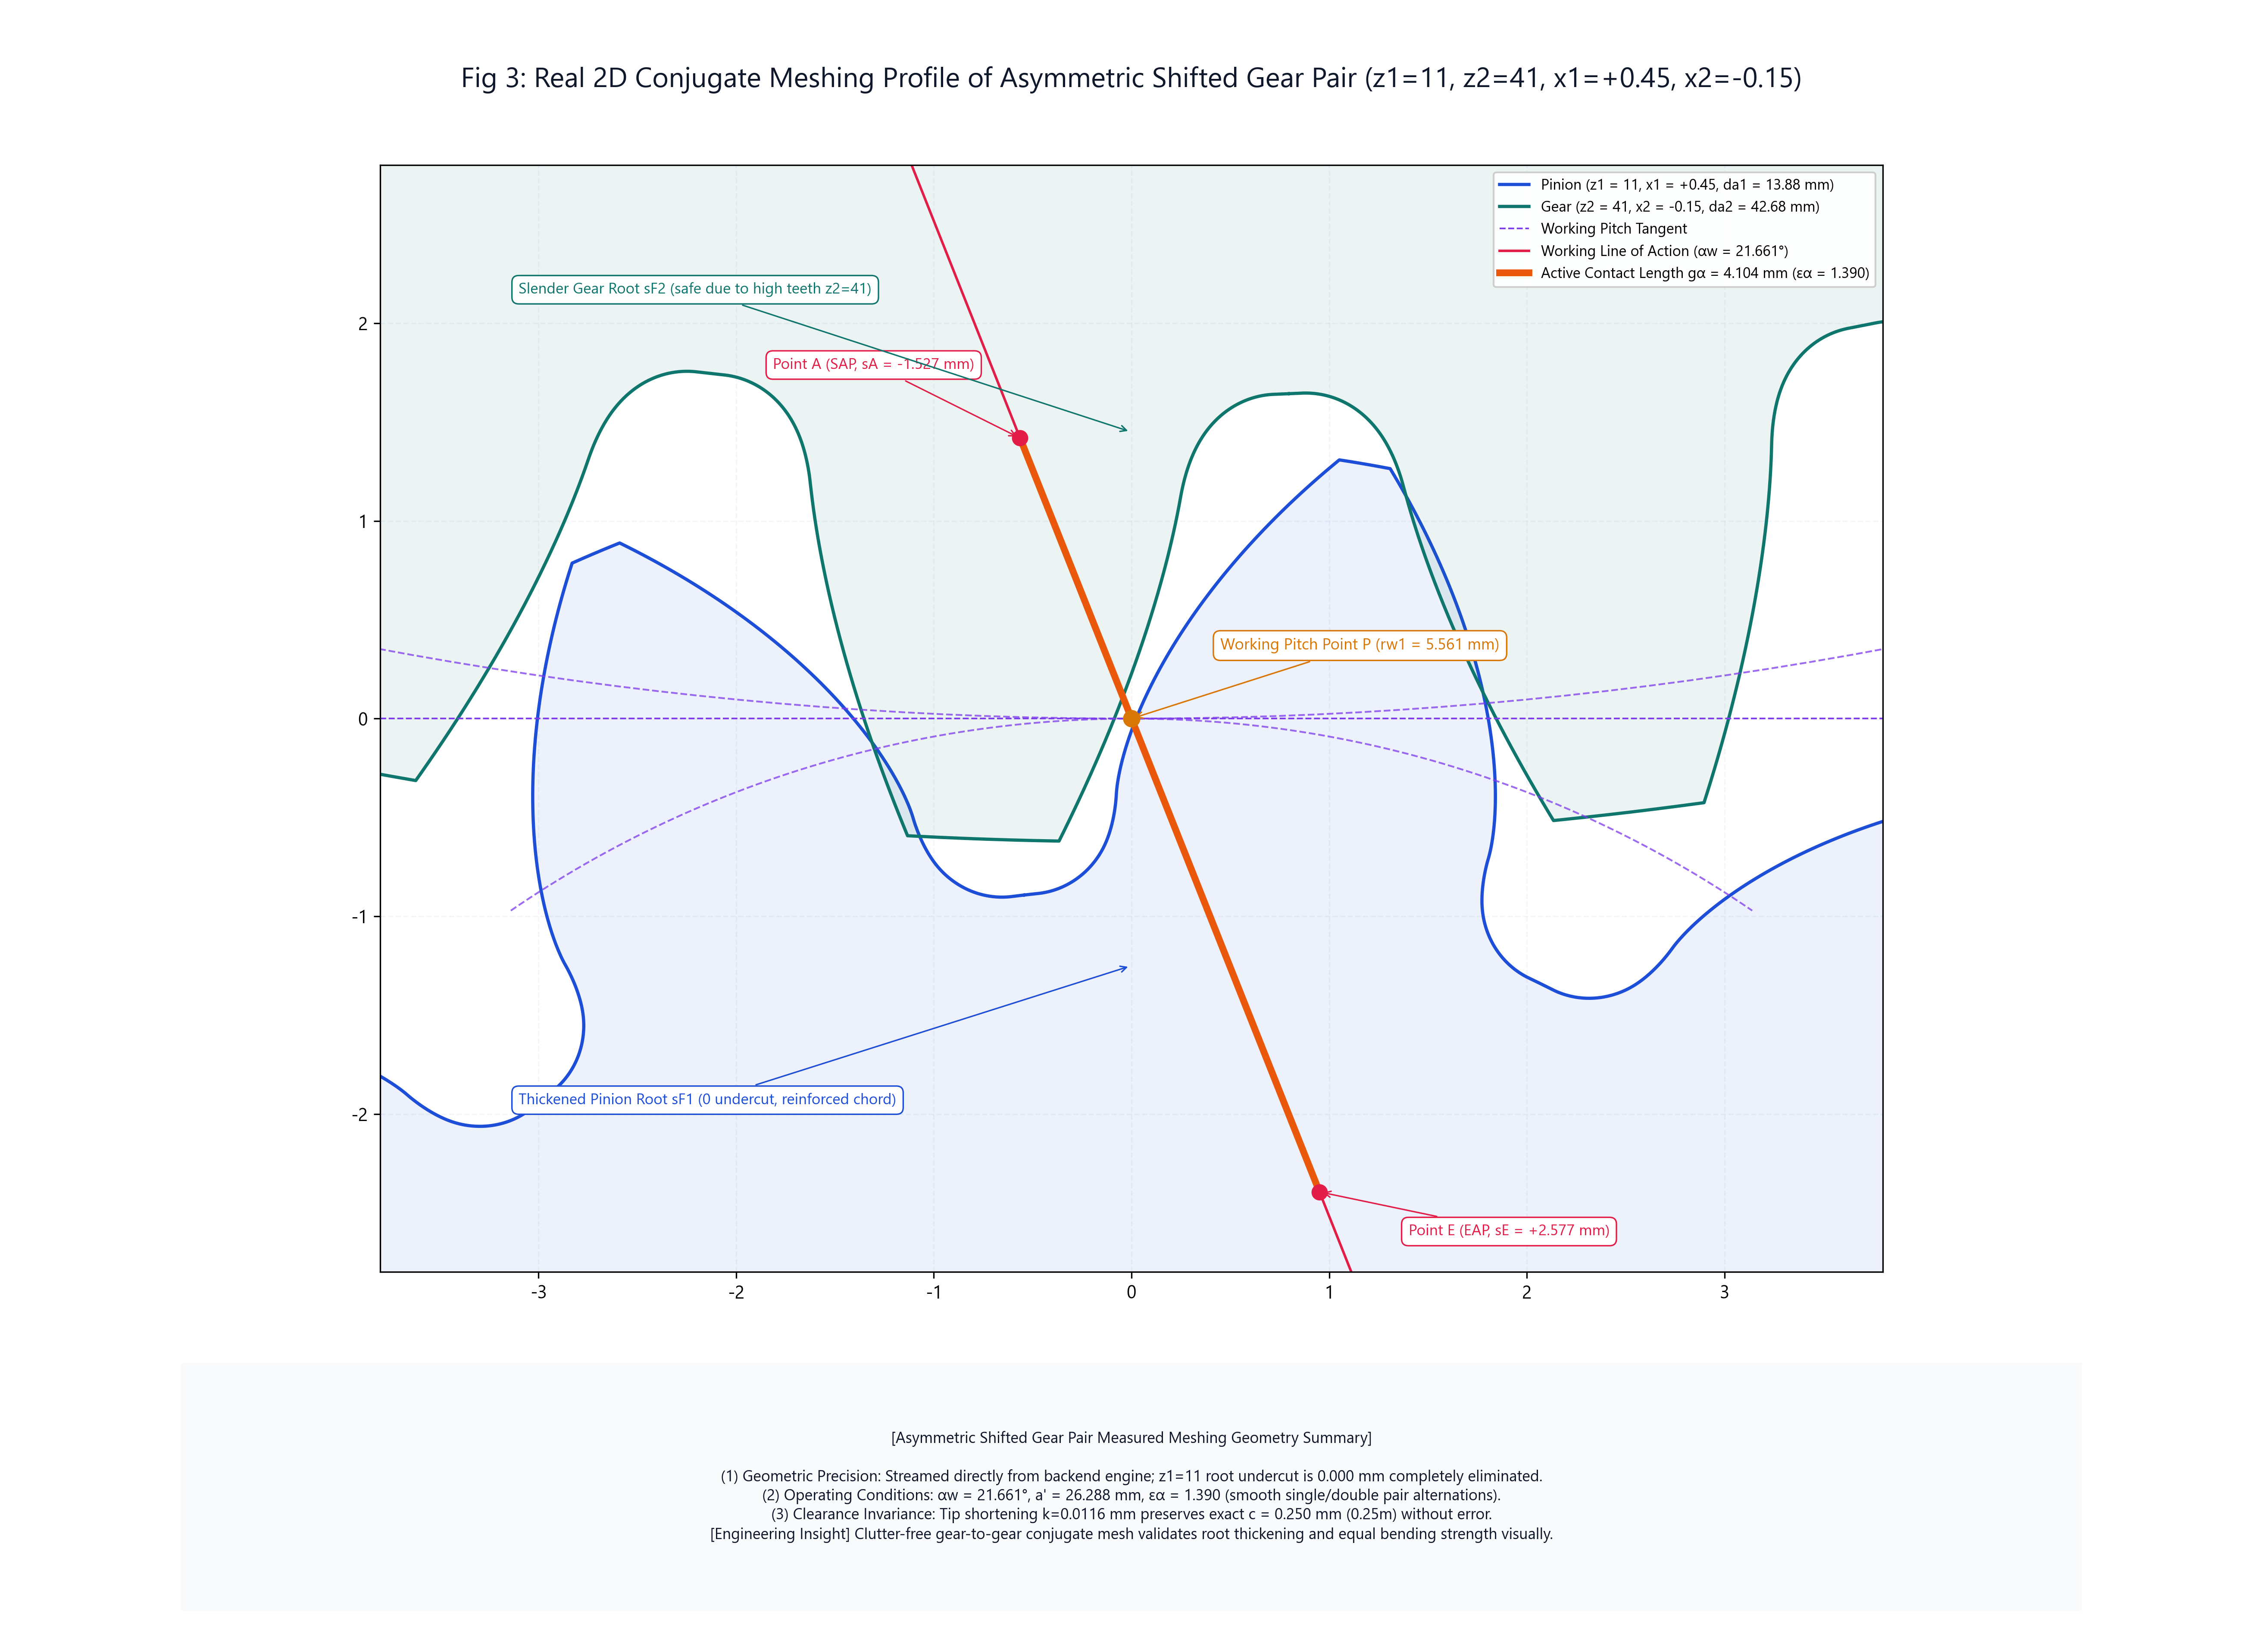 Fig 3: Real 2D Conjugate Meshing Profile of Asymmetric Shifted Gear Pair (z1=11, z2=41, x1=+0.45, x2=-0.15)
Pinion (z1 = 11, x1 = +0.45, da1 = 13.88 mm)
Gear (z2 = 41, x2 = -0.15, da2 = 42.68 mm)
Working Pitch Tangent
Working Line of Action (αw = 21.661°)
Active Contact Length gα = 4.104 mm (εα = 1.390)
Slender Gear Root sF2 (safe due to high teeth z2=41)
Point A (SAP, sA = -1.527 mm)
Working Pitch Point P (rw1 = 5.561 mm)
Thickened Pinion Root sF1 (0 undercut, reinforced chord)
Point E (EAP, sE = +2.577 mm)
2
1
0
-1
-2
-3
-2
-1
0
1
2
3
[Asymmetric Shifted Gear Pair Measured Meshing Geometry Summary]
(1) Geometric Precision: Streamed directly from backend engine; z1=11 root undercut is 0.000 mm completely eliminated.
(2) Operating Conditions: αw = 21.661°, a' = 26.288 mm, εα = 1.390 (smooth single/double pair alternations).
(3) Clearance Invariance: Tip shortening k=0.0116 mm preserves exact c = 0.250 mm (0.25m) without error.
[Engineering Insight] Clutter-free gear-to-gear conjugate mesh validates root thickening and equal bending strength visually.